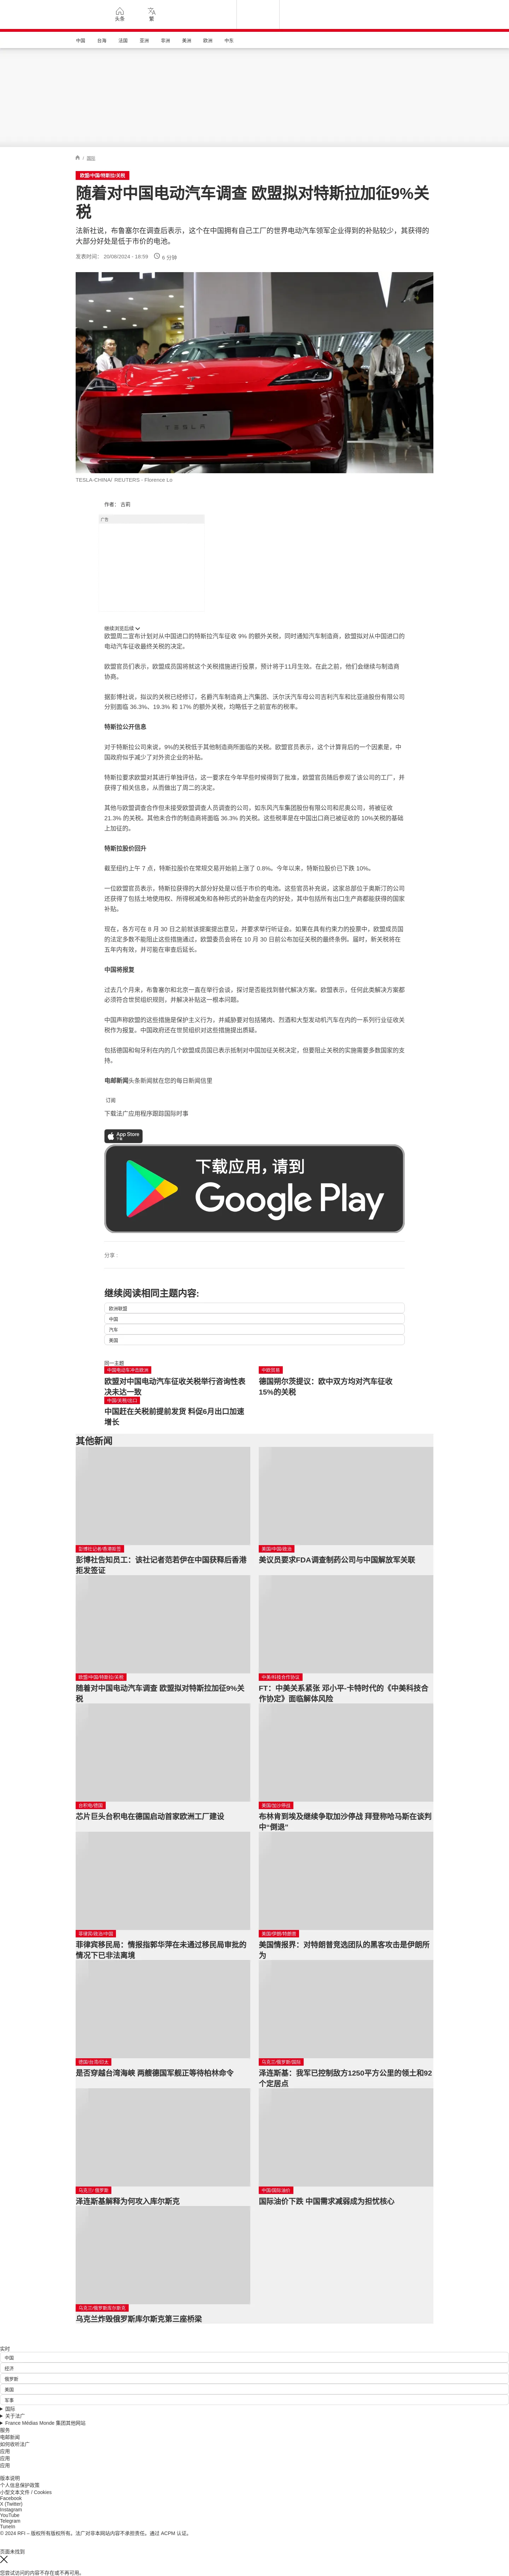 头条
繁
中国 台海 法国 亚洲 非洲 美洲 欧洲 中东
/ 国际
欧盟/中国/特斯拉/关税
随着对中国电动汽车调查 欧盟拟对特斯拉加征9%关
税
法新社说，布鲁塞尔在调查后表示，这个在中国拥有自己工厂的世界电动汽车领军企业得到的补贴较少，其获得的
大部分好处是低于市价的电池。
发表时间： 20/08/2024 - 18:59 6 分钟
TESLA
TESLA-CHINA/ REUTERS - Florence Lo
作者： 古莉
广告
继续浏览后续
欧盟周二宣布计划对从中国进口的特斯拉汽车征收 9% 的额外关税，同时通知汽车制造商，欧盟拟对从中国进口的
电动汽车征收最终关税的决定。
欧盟官员们表示，欧盟成员国将就这个关税措施进行投票，预计将于11月生效。在此之前，他们会继续与制造商
协商。
据彭博社说，拟议的关税已经修订，名爵汽车制造商上汽集团、沃尔沃汽车母公司吉利汽车和比亚迪股份有限公司
分别面临 36.3%、19.3% 和 17% 的额外关税，均略低于之前宣布的税率。
特斯拉公开信息
对于特斯拉公司来说，9%的关税低于其他制造商所面临的关税。欧盟官员表示，这个计算背后的一个因素是，中
国政府似乎减少了对外资企业的补贴。
特斯拉要求欧盟对其进行单独评估，这一要求在今年早些时候得到了批准，欧盟官员随后参观了该公司的工厂，并
获得了相关信息，从而做出了周二的决定。
其他与欧盟调查合作但未接受欧盟调查人员调查的公司，如东风汽车集团股份有限公司和尼奥公司，将被征收
21.3% 的关税。其他未合作的制造商将面临 36.3% 的关税。这些税率是在中国出口商已被征收的 10%关税的基础
上加征的。
特斯拉股价回升
截至纽约上午 7 点，特斯拉股价在常规交易开始前上涨了 0.8%。今年以来，特斯拉股价已下跌 10%。
一位欧盟官员表示，特斯拉获得的大部分好处是以低于市价的电池。这些官员补充说，这家总部位于奥斯汀的公司
还获得了包括土地使用权、所得税减免和各种形式的补助金在内的好处，其中包括所有出口生产商都能获得的国家
补贴。
现在，各方可在 8 月 30 日之前就该提案提出意见，并要求举行听证会。如果在具有约束力的投票中，欧盟成员国
的法定多数不能阻止这些措施通过，欧盟委员会将在 10 月 30 日前公布加征关税的最终条例。届时，新关税将在
五年内有效，并可能在审查后延长。
中国将报复
过去几个月来，布鲁塞尔和北京一直在举行会谈，探讨是否能找到替代解决方案。欧盟表示，任何此类解决方案都
必须符合世贸组织规则，并解决补贴这一根本问题。
中国声称欧盟的这些措施是保护主义行为，并威胁要对包括猪肉、烈酒和大型发动机汽车在内的一系列行业征收关
税作为报复。中国政府还在世贸组织对这些措施提出质疑。
包括德国和匈牙利在内的几个欧盟成员国已表示抵制对中国加征关税决定，但要阻止关税的实施需要多数国家的支
持。
电邮新闻头条新闻就在您的每日新闻信里
订阅
下载法广应用程序跟踪国际时事
App Store
下载
下载应用，请到
Google Play
分享 :
继续阅读相同主题内容:
欧洲联盟
中国
汽车
美国
同一主题
中国电动车冲击欧洲
欧盟对中国电动汽车征收关税举行咨询性表
决未达一致
中欧贸易
德国朔尔茨提议：欧中双方均对汽车征收
15%的关税
中国/关税/出口
中国赶在关税前提前发货 料促6月出口加速
增长
其他新闻
彭博社记者/香港拒签
彭博社告知员工：该社记者范若伊在中国获释后香港
拒发签证
美国/中国/政治
美议员要求FDA调查制药公司与中国解放军关联
欧盟/中国/特斯拉/关税
随着对中国电动汽车调查 欧盟拟对特斯拉加征9%关
税
中美/科技合作协议
FT：中美关系紧张 邓小平-卡特时代的《中美科技合
作协定》面临解体风险
台积电/德国
芯片巨头台积电在德国启动首家欧洲工厂建设
美国/加沙停战
布林肯到埃及继续争取加沙停战 拜登称哈马斯在谈判
中“倒退”
菲律宾/政治/中国
菲律宾移民局：情报指郭华萍在未通过移民局审批的
情况下已非法离境
美国/伊朗/特朗普
美国情报界：对特朗普竞选团队的黑客攻击是伊朗所
为
德国/台湾/印太
是否穿越台湾海峡 两艘德国军舰正等待柏林命令
乌克兰/俄罗斯/国际
泽连斯基：我军已控制敌方1250平方公里的领土和92
个定居点
乌克兰/ 俄罗斯
泽连斯基解释为何攻入库尔斯克
中国/国际油价
国际油价下跌 中国需求减弱成为担忧核心
乌克兰/俄罗斯库尔斯克
乌克兰炸毁俄罗斯库尔斯克第三座桥梁
实时
中国
经济
俄罗斯
美国
军事
国际
关于法广
France Médias Monde 集团其他网站
服务
电邮新闻
如何收听法广
应用
应用
应用
版本说明
个人信息保护政策
小型文本文件 / Cookies
Facebook
X (Twitter)
Instagram
YouTube
Telegram
TuneIn
© 2024 RFI – 版权所有版权所有。法广对非本网站内容不承担责任。通过 ACPM 认证。
页面未找到
您尝试访问的内容不存在或不再可用。